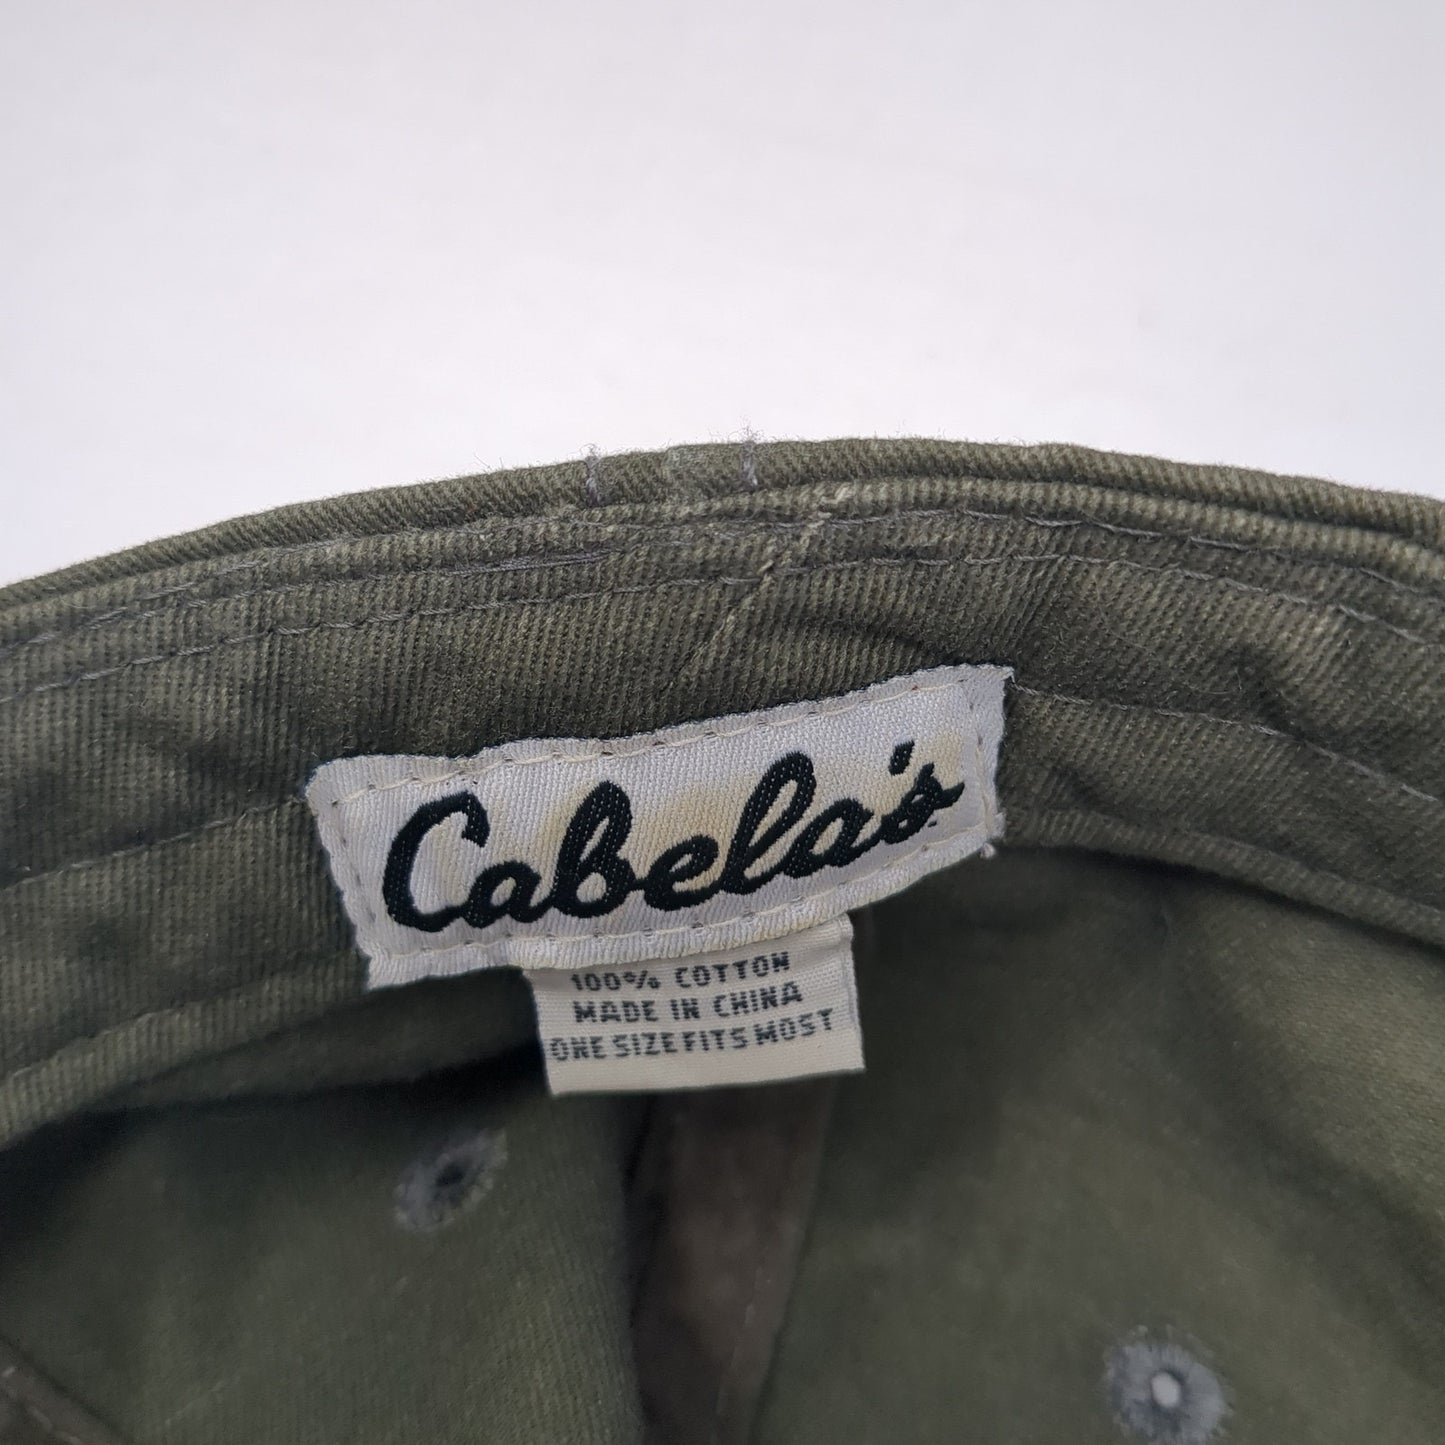 Cabela's
100% COTTON
MADE IN CHINA
ONE SIZE FITS MOST